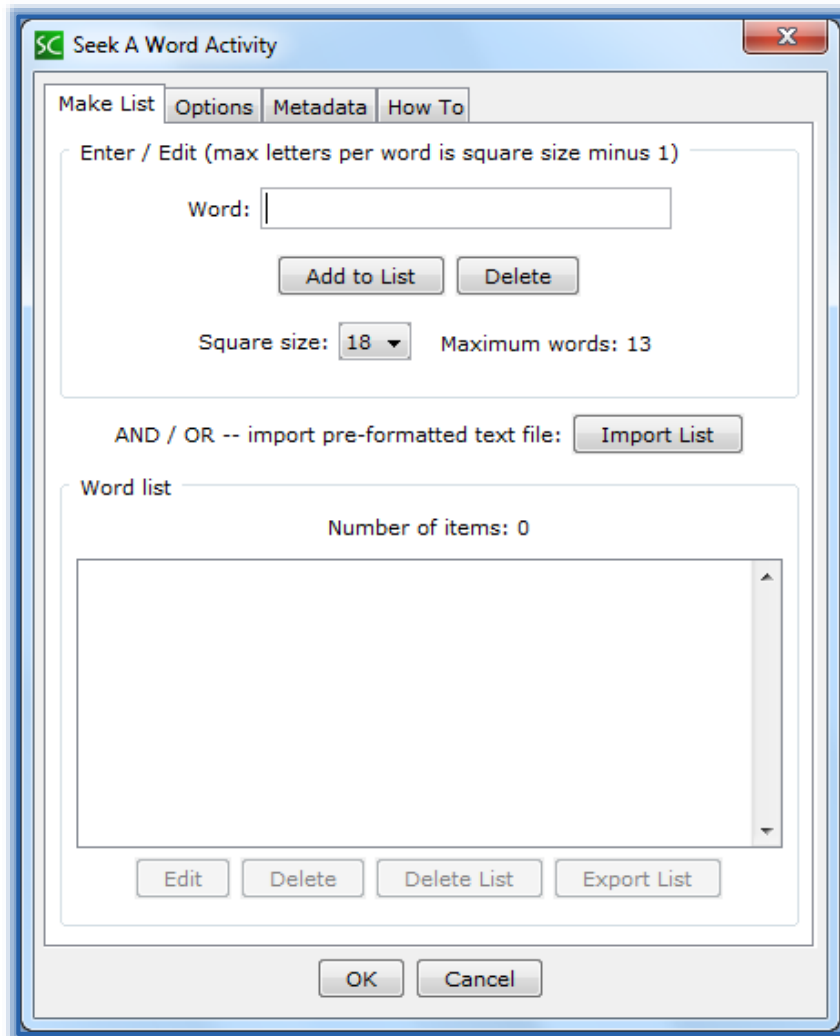 SC Seek A Word Activity
Make List Options Metadata How To
Enter / Edit (max letters per word is square size minus 1)
Word:
Add to List Delete
Square size: 18 Maximum words: 13
AND / OR -- import pre-formatted text file: Import List
Word list
Number of items: 0
Edit Delete Delete List Export List
OK Cancel